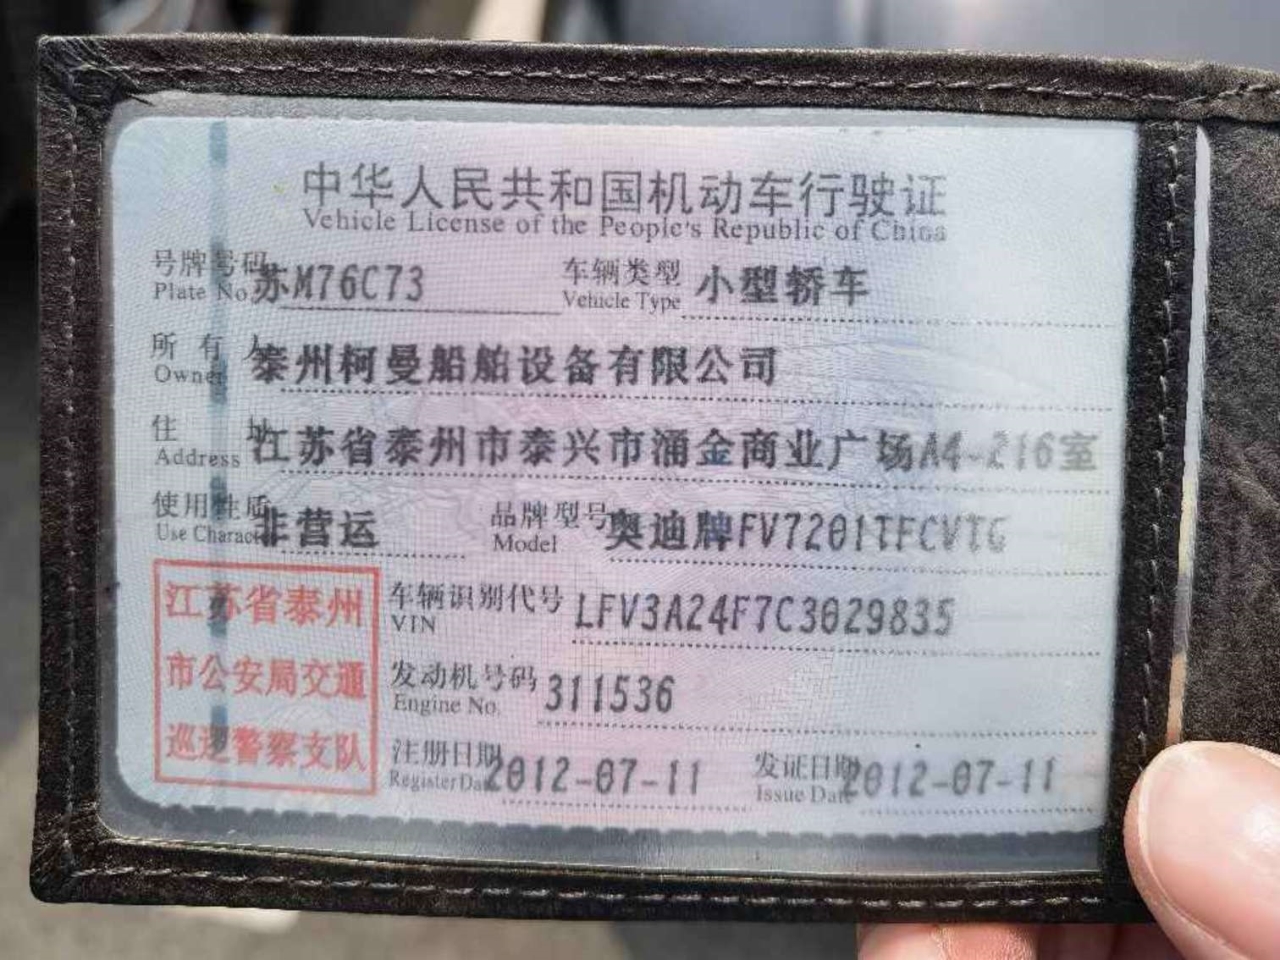 中华人民共和国机动车行驶证
Vehicle License of the People's Republic of China
号牌号码 苏M76C73 车辆类型 小型轿车
Plate No. Vehicle Type
所有人 泰州柯曼船舶设备有限公司
Owner
住址 江苏省泰州市泰兴市涌金商业广场A4-216室
Address
使用性质 非营运 品牌型号 奥迪牌FV7201TFCVTG
Use Charac Model
江苏省泰州
市公安局交通
巡逻警察支队
车辆识别代号 LFV3A24F7C3029835
VIN
发动机号码 311536
Engine No.
注册日期 2012-07-11 发证日期 2012-07-11
Register Da Issue Date